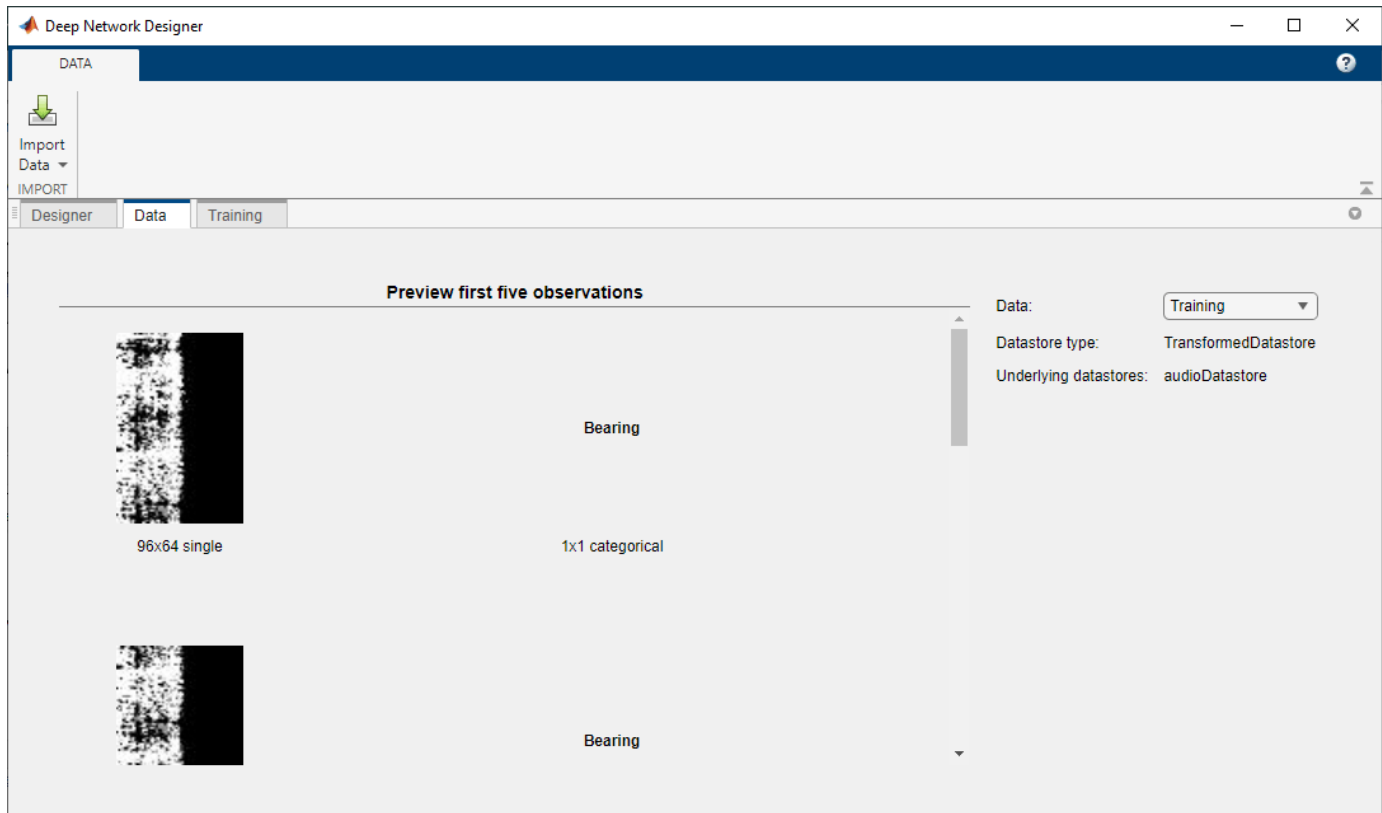 Deep Network Designer
DATA
?
Import
Data
IMPORT
Designer
Data
Training
Preview first five observations
Data:
Training
Datastore type:
TransformedDatastore
Underlying datastores:
audioDatastore
Bearing
96x64 single
1x1 categorical
Bearing